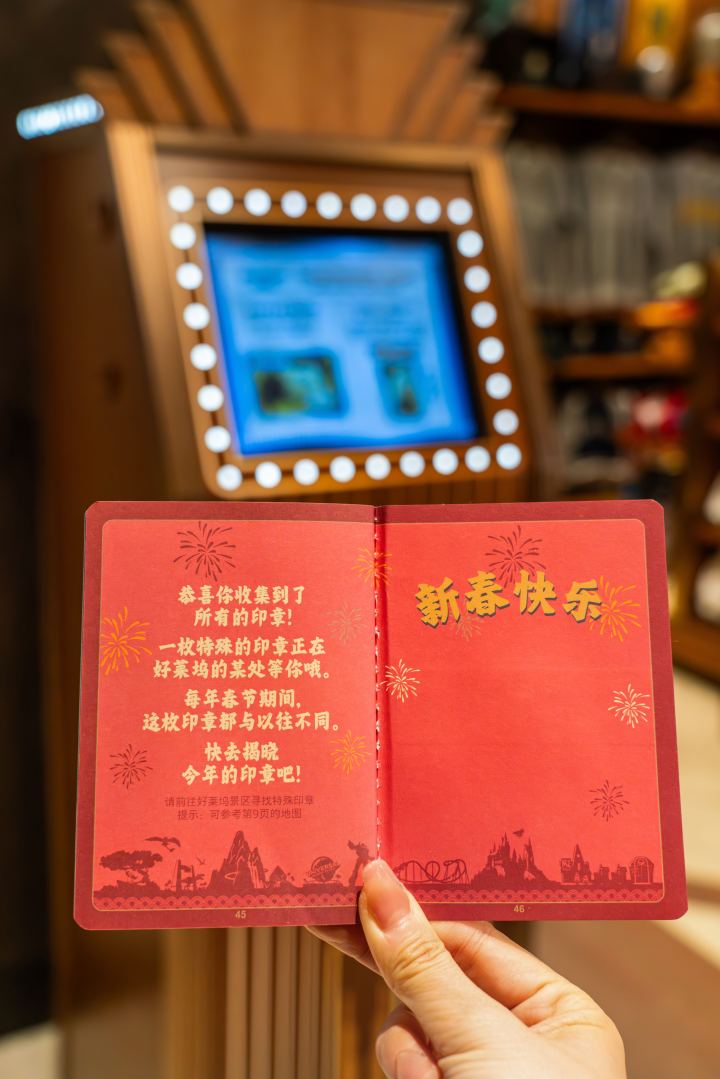 恭喜你收集到了
所有的印章!
一枚特殊的印章正在
好莱坞的某处等你哦。
每年春节期间,
这枚印章都与以往不同。
快去揭晓
今年的印章吧!
请前往好莱坞景区寻找特殊印章
提示：可参考第9页的地图
45
新春快乐
46